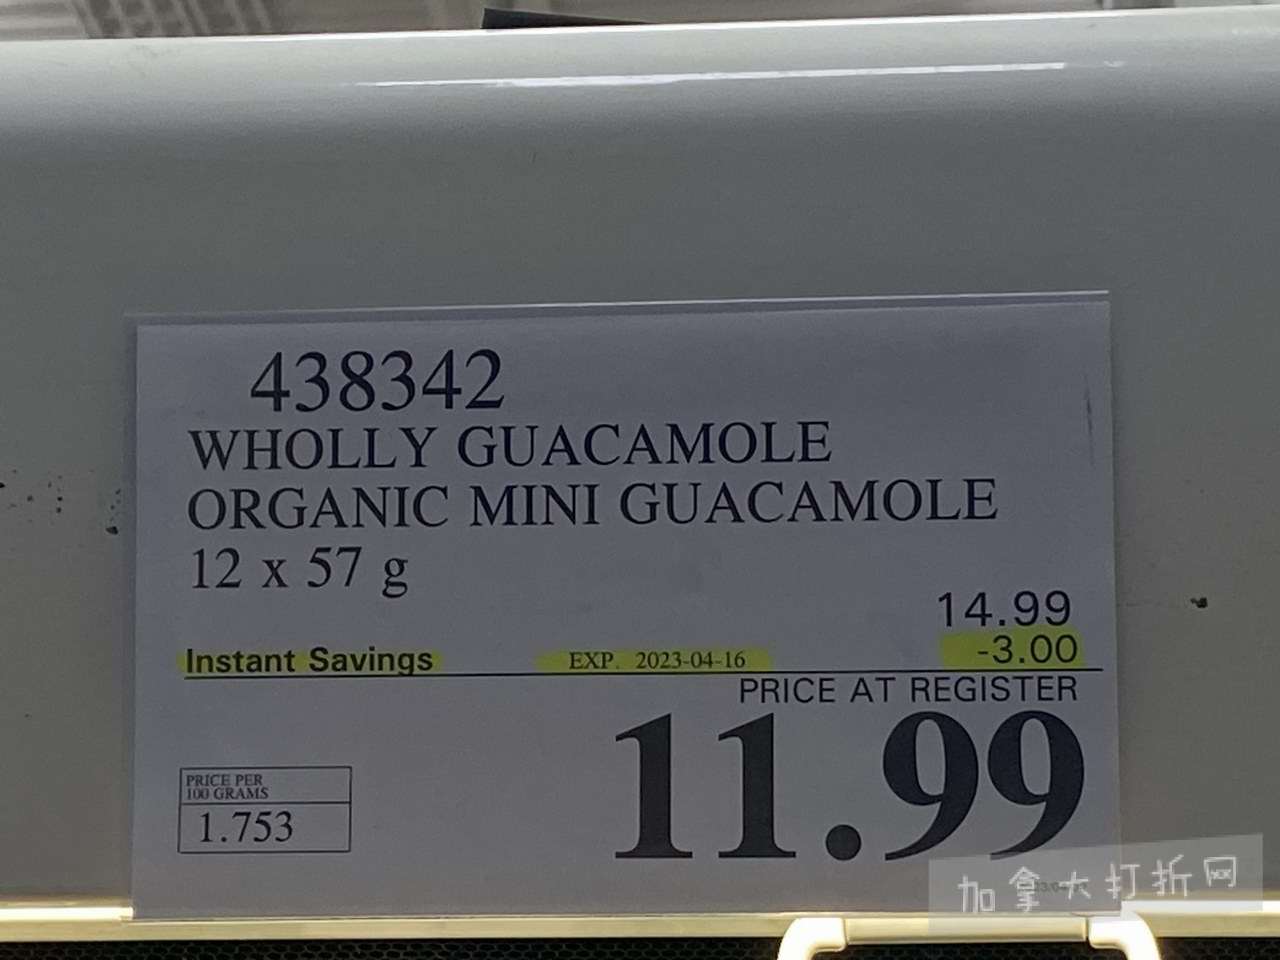 438342
WHOLLY GUACAMOLE
ORGANIC MINI GUACAMOLE
12 x 57 g
14.99
Instant Savings EXP. 2023-04-16 -3.00
PRICE AT REGISTER
11.99
PRICE PER
100 GRAMS
1.753
加拿大打折网